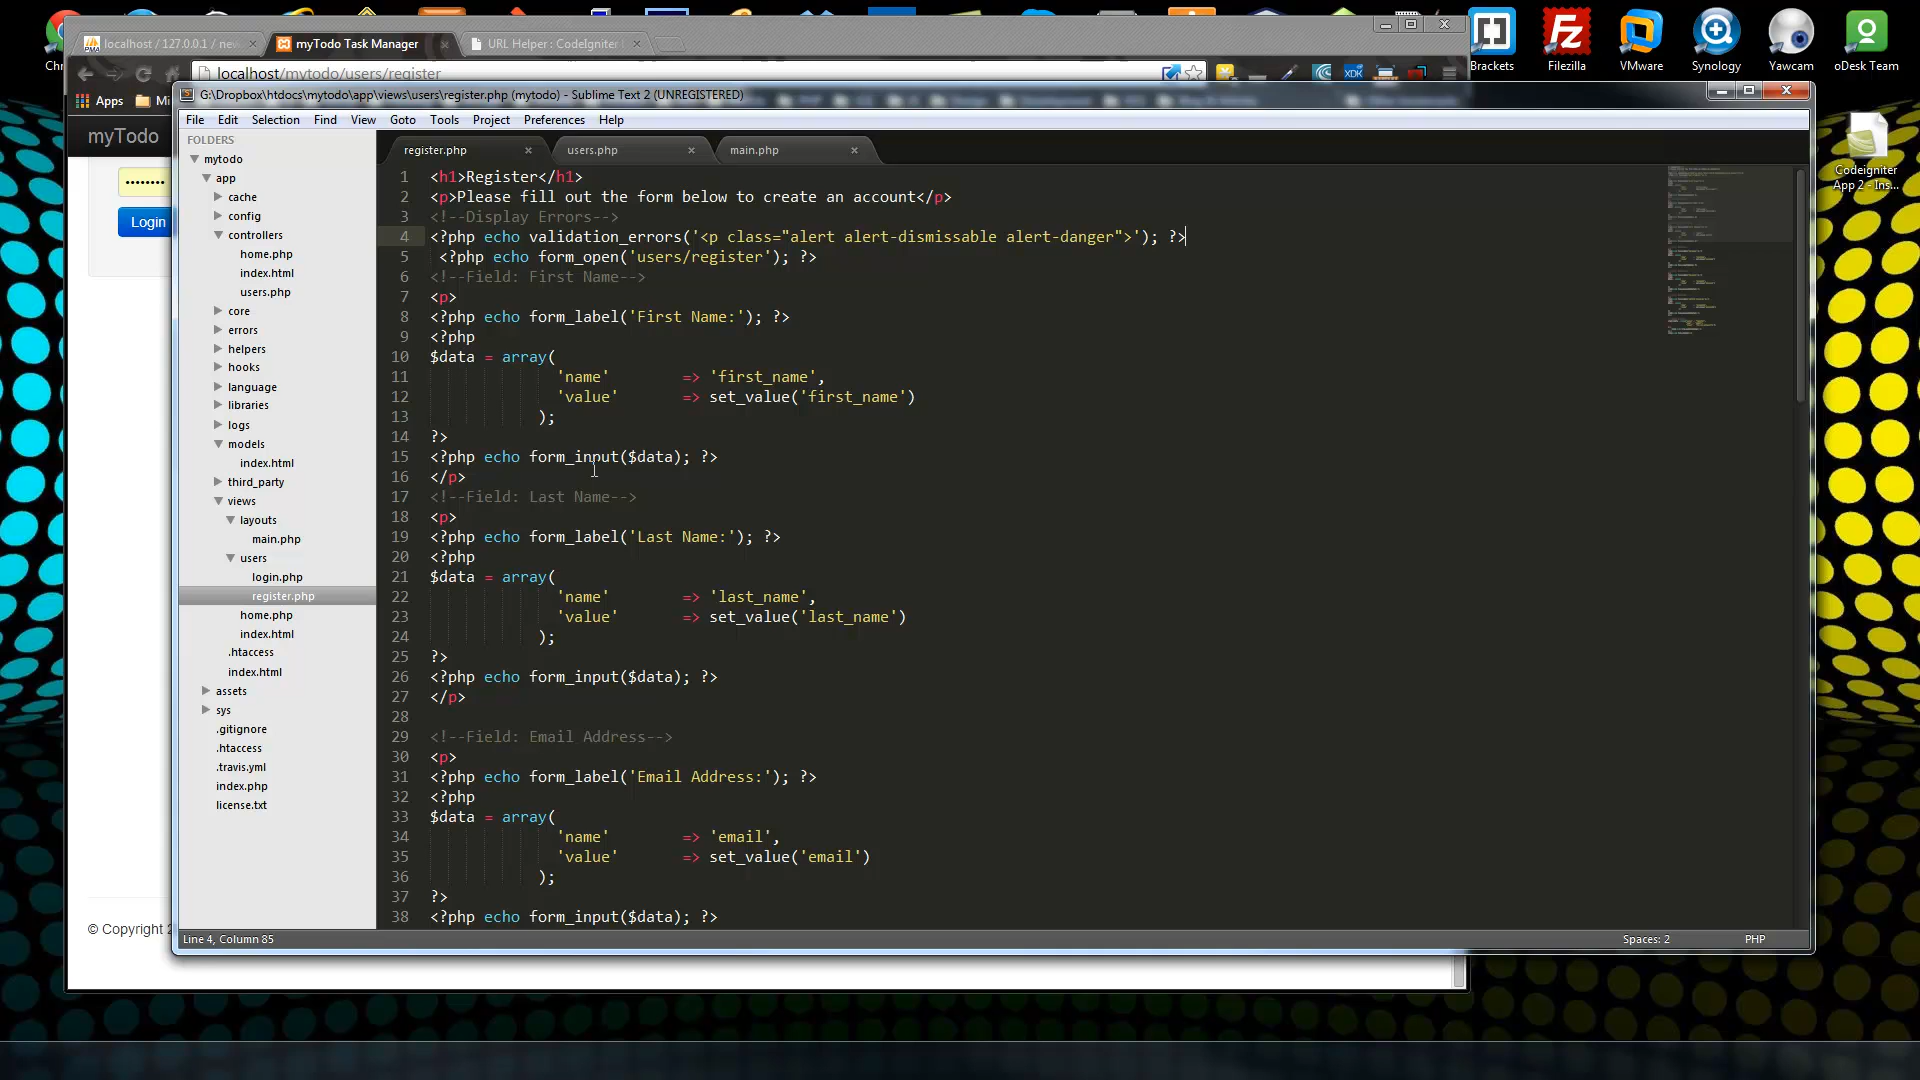 localhost / 127.0.0.1 / new
myTodo Task Manager
URL Helper : CodeIgniter
localhost/mytodo/users/register
Apps
myTodo
Login
© Copyright 2
Brackets
Filezilla
VMware
Synology
Yawcam
oDesk Team
Codeigniter
App 2 - Ins...
G:\Dropbox\htdocs\mytodo\app\views\users\register.php (mytodo) - Sublime Text 2 (UNREGISTERED)
File Edit Selection Find View Goto Tools Project Preferences Help
FOLDERS
mytodo
app
cache
config
controllers
home.php
index.html
users.php
core
errors
helpers
hooks
language
libraries
logs
models
index.html
third_party
views
layouts
main.php
users
login.php
register.php
home.php
index.html
.htaccess
index.html
assets
sys
.gitignore
.htaccess
.travis.yml
index.php
license.txt
register.php users.php main.php
1 <h1>Register</h1>
2 <p>Please fill out the form below to create an account</p>
3 <!--Display Errors-->
4 <?php echo validation_errors('<p class="alert alert-dismissable alert-danger">'); ?>
5 <?php echo form_open('users/register'); ?>
6 <!--Field: First Name-->
7 <p>
8 <?php echo form_label('First Name:'); ?>
9 <?php
10 $data = array(
11 'name' => 'first_name',
12 'value' => set_value('first_name')
13 );
14 ?>
15 <?php echo form_input($data); ?>
16 </p>
17 <!--Field: Last Name-->
18 <p>
19 <?php echo form_label('Last Name:'); ?>
20 <?php
21 $data = array(
22 'name' => 'last_name',
23 'value' => set_value('last_name')
24 );
25 ?>
26 <?php echo form_input($data); ?>
27 </p>
28
29 <!--Field: Email Address-->
30 <p>
31 <?php echo form_label('Email Address:'); ?>
32 <?php
33 $data = array(
34 'name' => 'email',
35 'value' => set_value('email')
36 );
37 ?>
38 <?php echo form_input($data); ?>
Line 4, Column 85
Spaces: 2
PHP